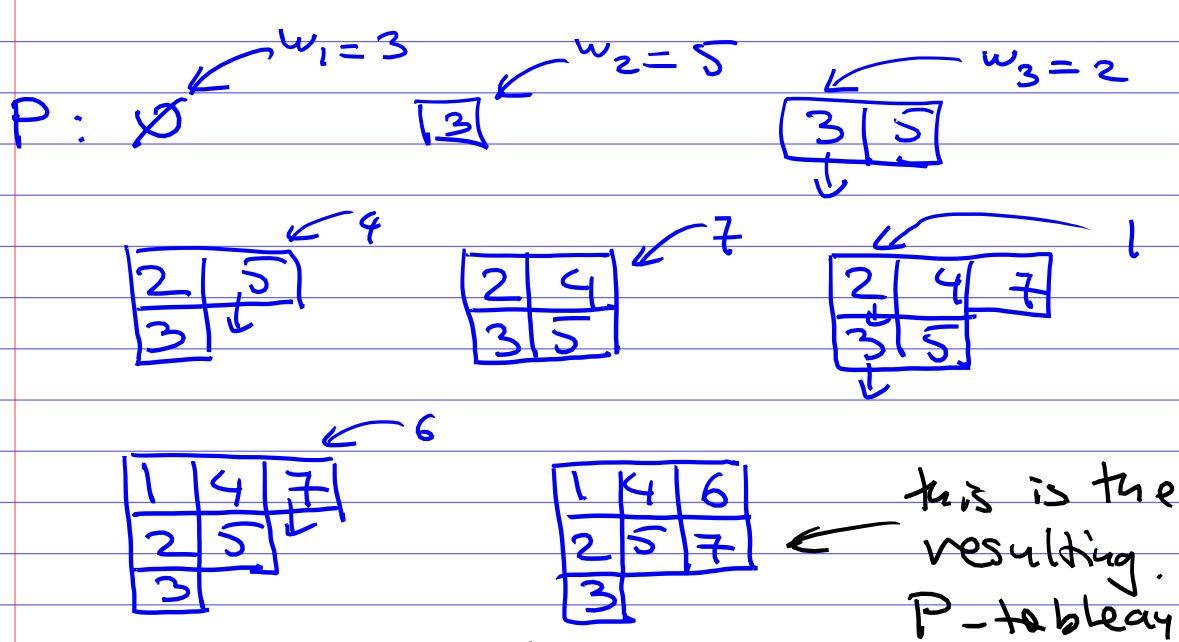 w₁ = 3 w₂ = 5 w₃ = 2
P : ∅ 3 3 5
4 7 1
2 5 2 4 2 4 7
3 3 5 3 5
6
1 4 7 1 4 6 this is the
2 5 2 5 7 resulting.
3 3 P-tableau